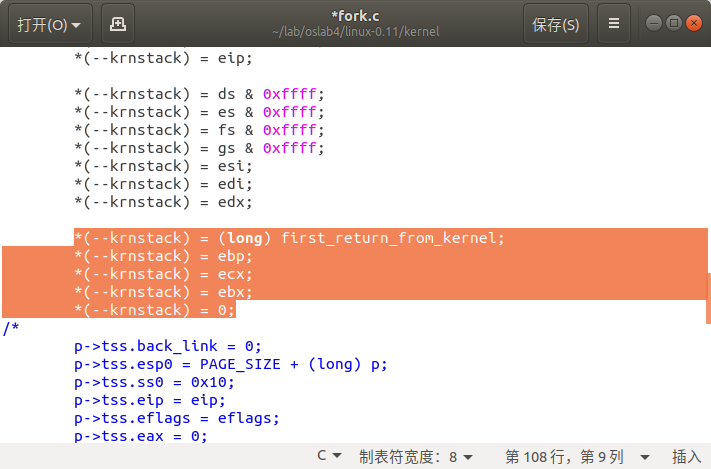 打开(O)
*fork.c
~/lab/oslab4/linux-0.11/kernel
保存(S)
*(--krnstack) = eip;
*(--krnstack) = ds & 0xffff;
*(--krnstack) = es & 0xffff;
*(--krnstack) = fs & 0xffff;
*(--krnstack) = gs & 0xffff;
*(--krnstack) = esi;
*(--krnstack) = edi;
*(--krnstack) = edx;
*(--krnstack) = (long) first_return_from_kernel;
*(--krnstack) = ebp;
*(--krnstack) = ecx;
*(--krnstack) = ebx;
*(--krnstack) = 0;
/*
p->tss.back_link = 0;
p->tss.esp0 = PAGE_SIZE + (long) p;
p->tss.ss0 = 0x10;
p->tss.eip = eip;
p->tss.eflags = eflags;
p->tss.eax = 0;
C 制表符宽度: 8 第 108 行，第 9 列 插入